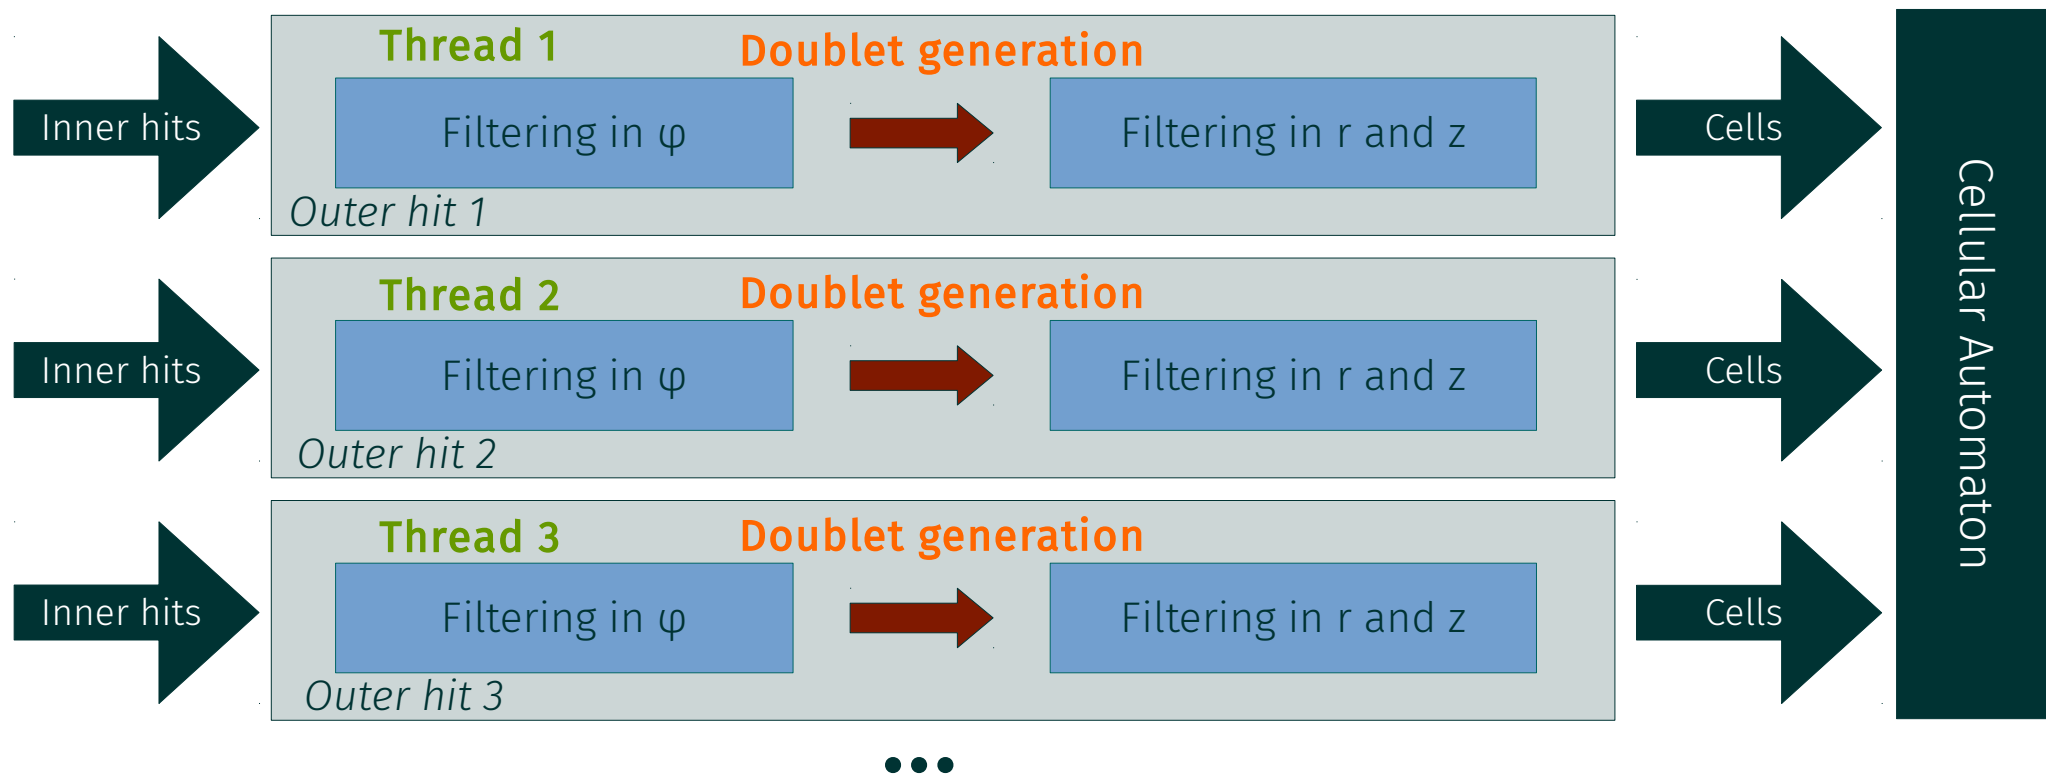 Thread 1
Doublet generation
Inner hits
Filtering in φ
Filtering in r and z
Cells
Outer hit 1
Thread 2
Doublet generation
Inner hits
Filtering in φ
Filtering in r and z
Cells
Outer hit 2
Thread 3
Doublet generation
Inner hits
Filtering in φ
Filtering in r and z
Cells
Outer hit 3
Cellular Automaton
•••